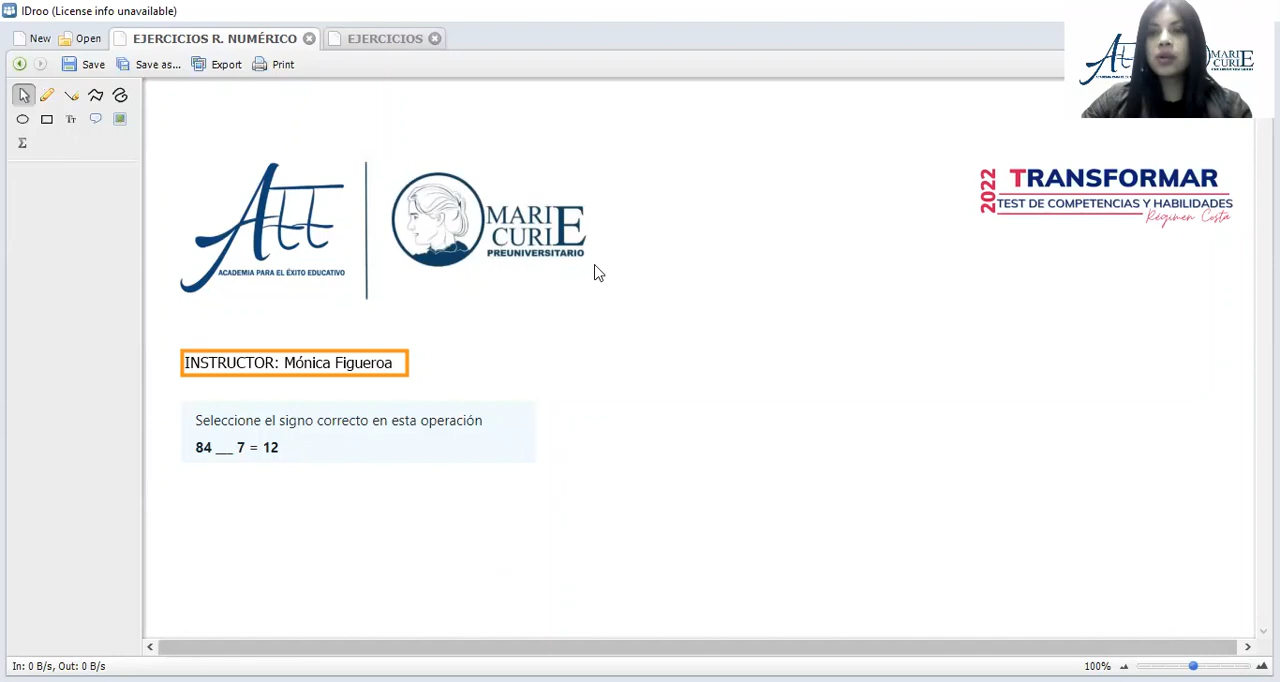 IDroo (License info unavailable)
New Open EJERCICIOS R. NUMÉRICO EJERCICIOS
Save Save as... Export Print
Tt
Σ
AEE
ACADEMIA PARA EL ÉXITO EDUCATIVO
MARIE
CURIE
PREUNIVERSITARIO
2022
TRANSFORMAR
TEST DE COMPETENCIAS Y HABILIDADES
Régimen Costa
INSTRUCTOR: Mónica Figueroa
Seleccione el signo correcto en esta operación
84 __ 7 = 12
In: 0 B/s, Out: 0 B/s
100%